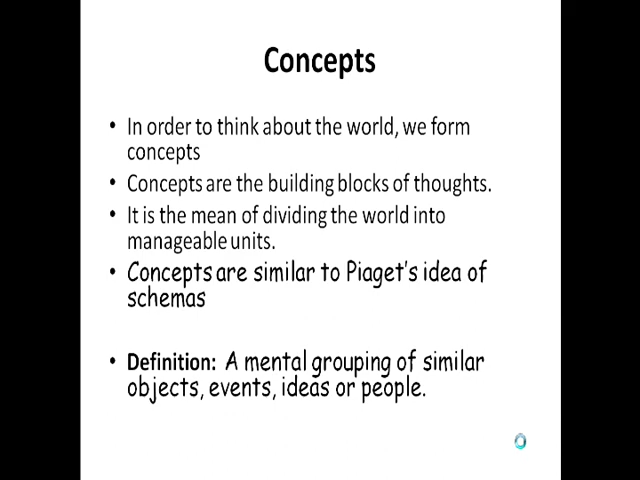 Concepts
• In order to think about the world, we form
concepts
• Concepts are the building blocks of thoughts.
• It is the mean of dividing the world into
manageable units.
• Concepts are similar to Piaget's idea of
schemas
• Definition: A mental grouping of similar
objects, events, ideas or people.